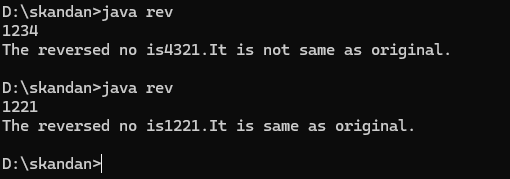 D:\skandan>java rev
1234
The reversed no is4321.It is not same as original.
D:\skandan>java rev
1221
The reversed no is1221.It is same as original.
D:\skandan>